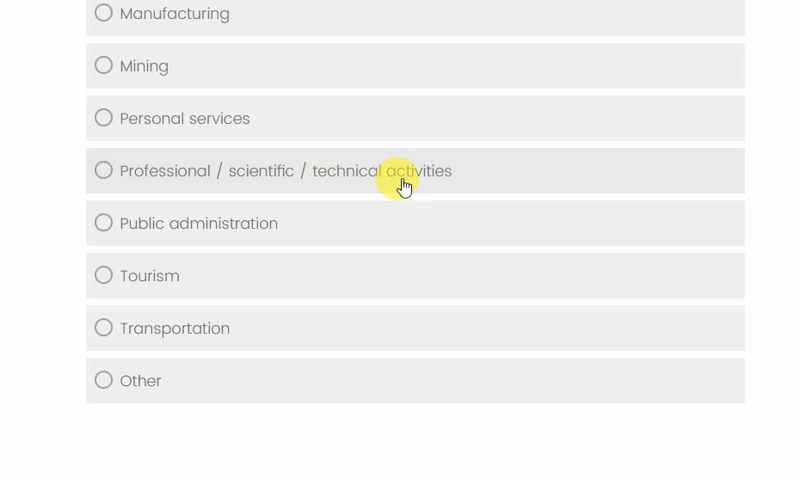 Manufacturing
Mining
Personal services
Professional / scientific / technical activities
Public administration
Tourism
Transportation
Other